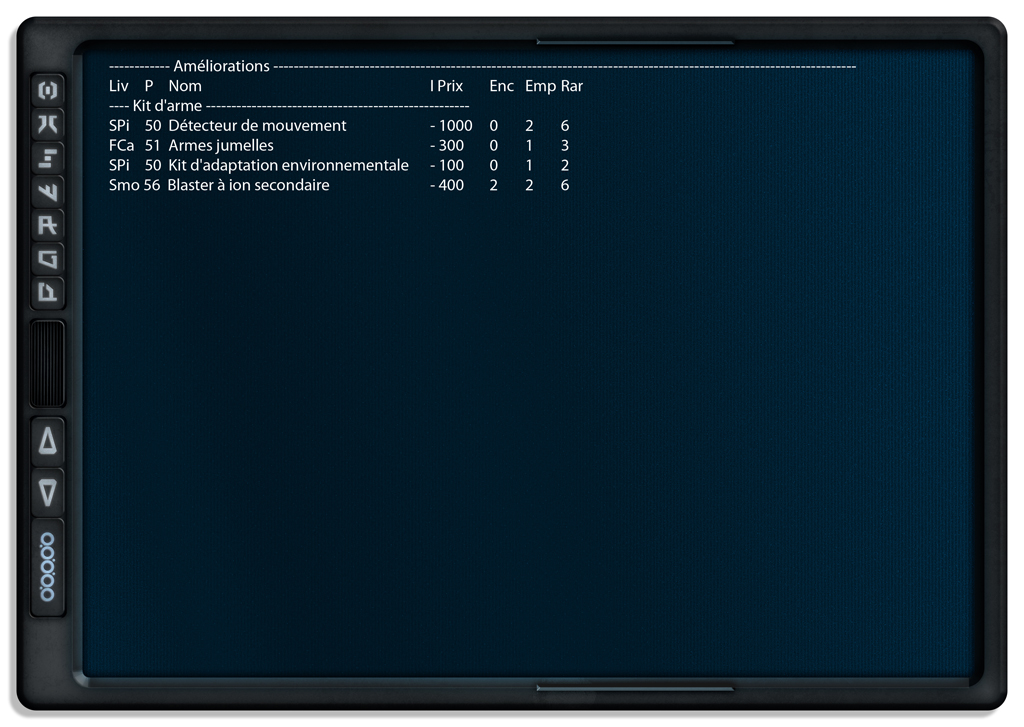 ------------ Améliorations --------------------------------------------------------------------------------------------------------------------
Liv P Nom I Prix Enc Emp Rar
---- Kit d'arme ----------------------------------------------------
SPi 50 Détecteur de mouvement - 1000 0 2 6
FCa 51 Armes jumelles - 300 0 1 3
SPi 50 Kit d'adaptation environnementale - 100 0 1 2
Smo 56 Blaster à ion secondaire - 400 2 2 6